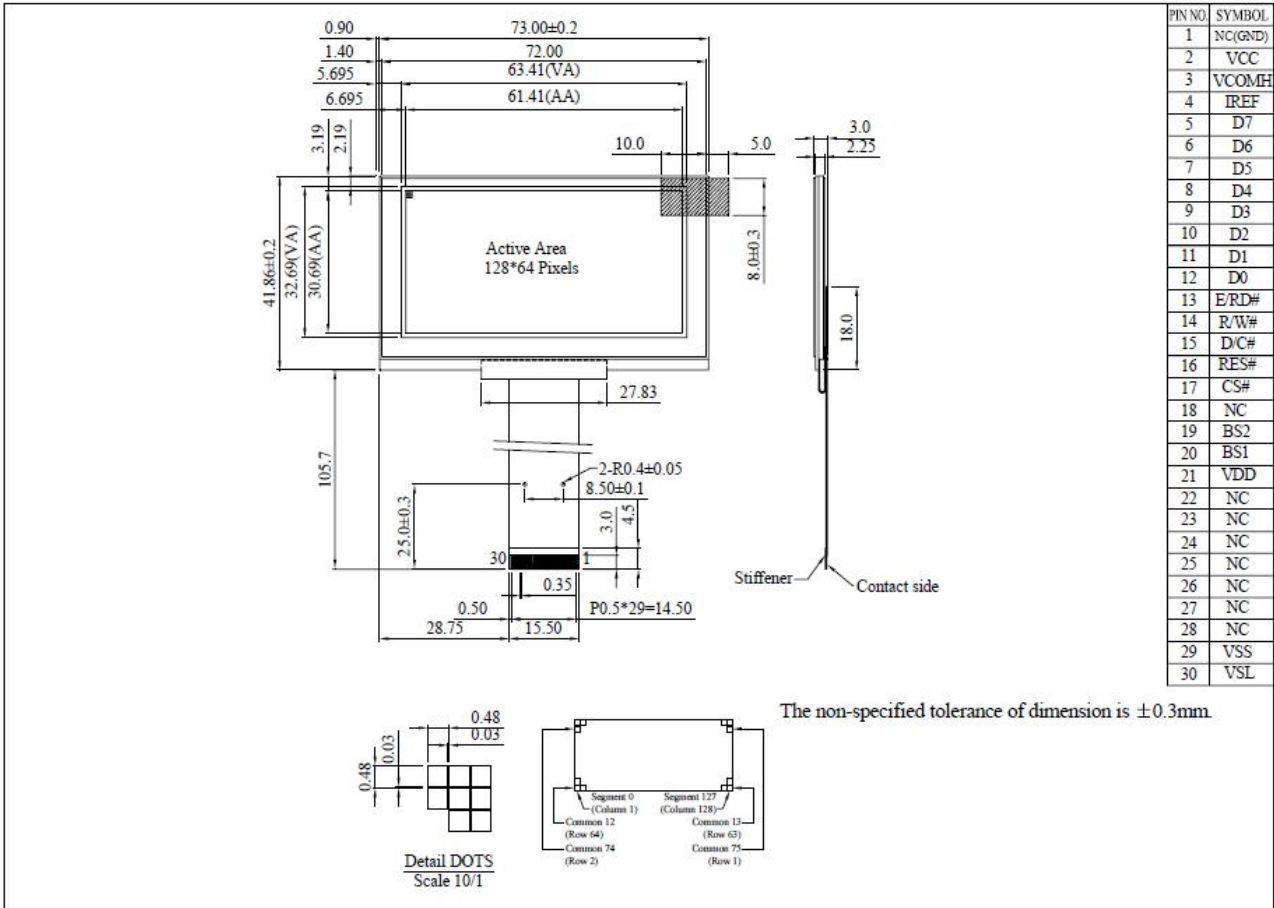 0.90
73.00±0.2
1.40
72.00
5.695
63.41(VA)
6.695
61.41(AA)
3.19
2.19
10.0
5.0
3.0
2.25
41.86±0.2
32.69(VA)
30.69(AA)
Active Area
128*64 Pixels
8.0±0.3
18.0
27.83
105.7
2-R0.4±0.05
8.50±0.1
25.0±0.3
3.0
4.5
30
1
0.35
0.50
P0.5*29=14.50
28.75
15.50
Stiffener
Contact side
PIN NO. SYMBOL
1 NC(GND)
2 VCC
3 VCOMH
4 IREF
5 D7
6 D6
7 D5
8 D4
9 D3
10 D2
11 D1
12 D0
13 E/RD#
14 R/W#
15 D/C#
16 RES#
17 CS#
18 NC
19 BS2
20 BS1
21 VDD
22 NC
23 NC
24 NC
25 NC
26 NC
27 NC
28 NC
29 VSS
30 VSL
The non-specified tolerance of dimension is ±0.3mm.
0.48
0.03
0.03
0.48
Detail DOTS
Scale 10/1
Segment 0
(Column 1)
Segment 127
(Column 128)
Common 12
(Row 64)
Common 13
(Row 63)
Common 74
(Row 2)
Common 75
(Row 1)